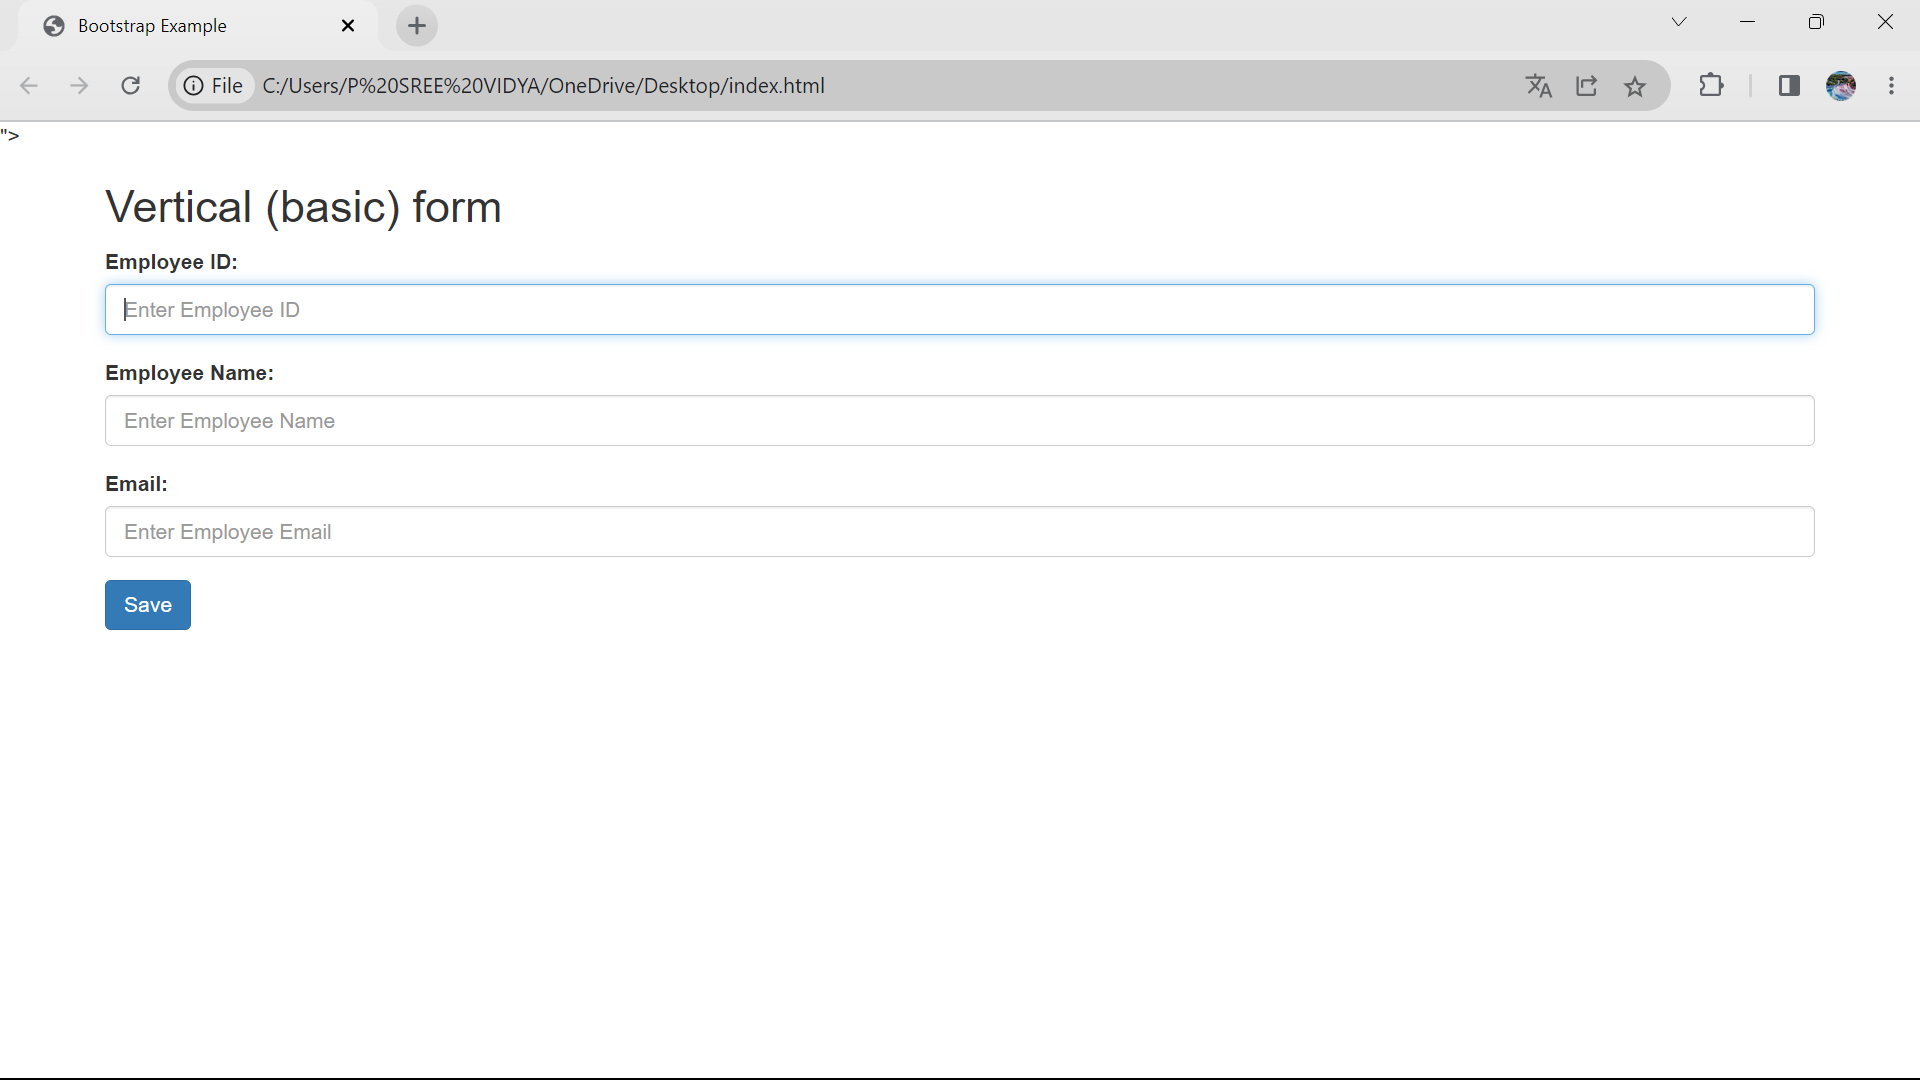 Bootstrap Example
File C:/Users/P%20SREE%20VIDYA/OneDrive/Desktop/index.html
">
Vertical (basic) form
Employee ID:
Enter Employee ID
Employee Name:
Enter Employee Name
Email:
Enter Employee Email
Save